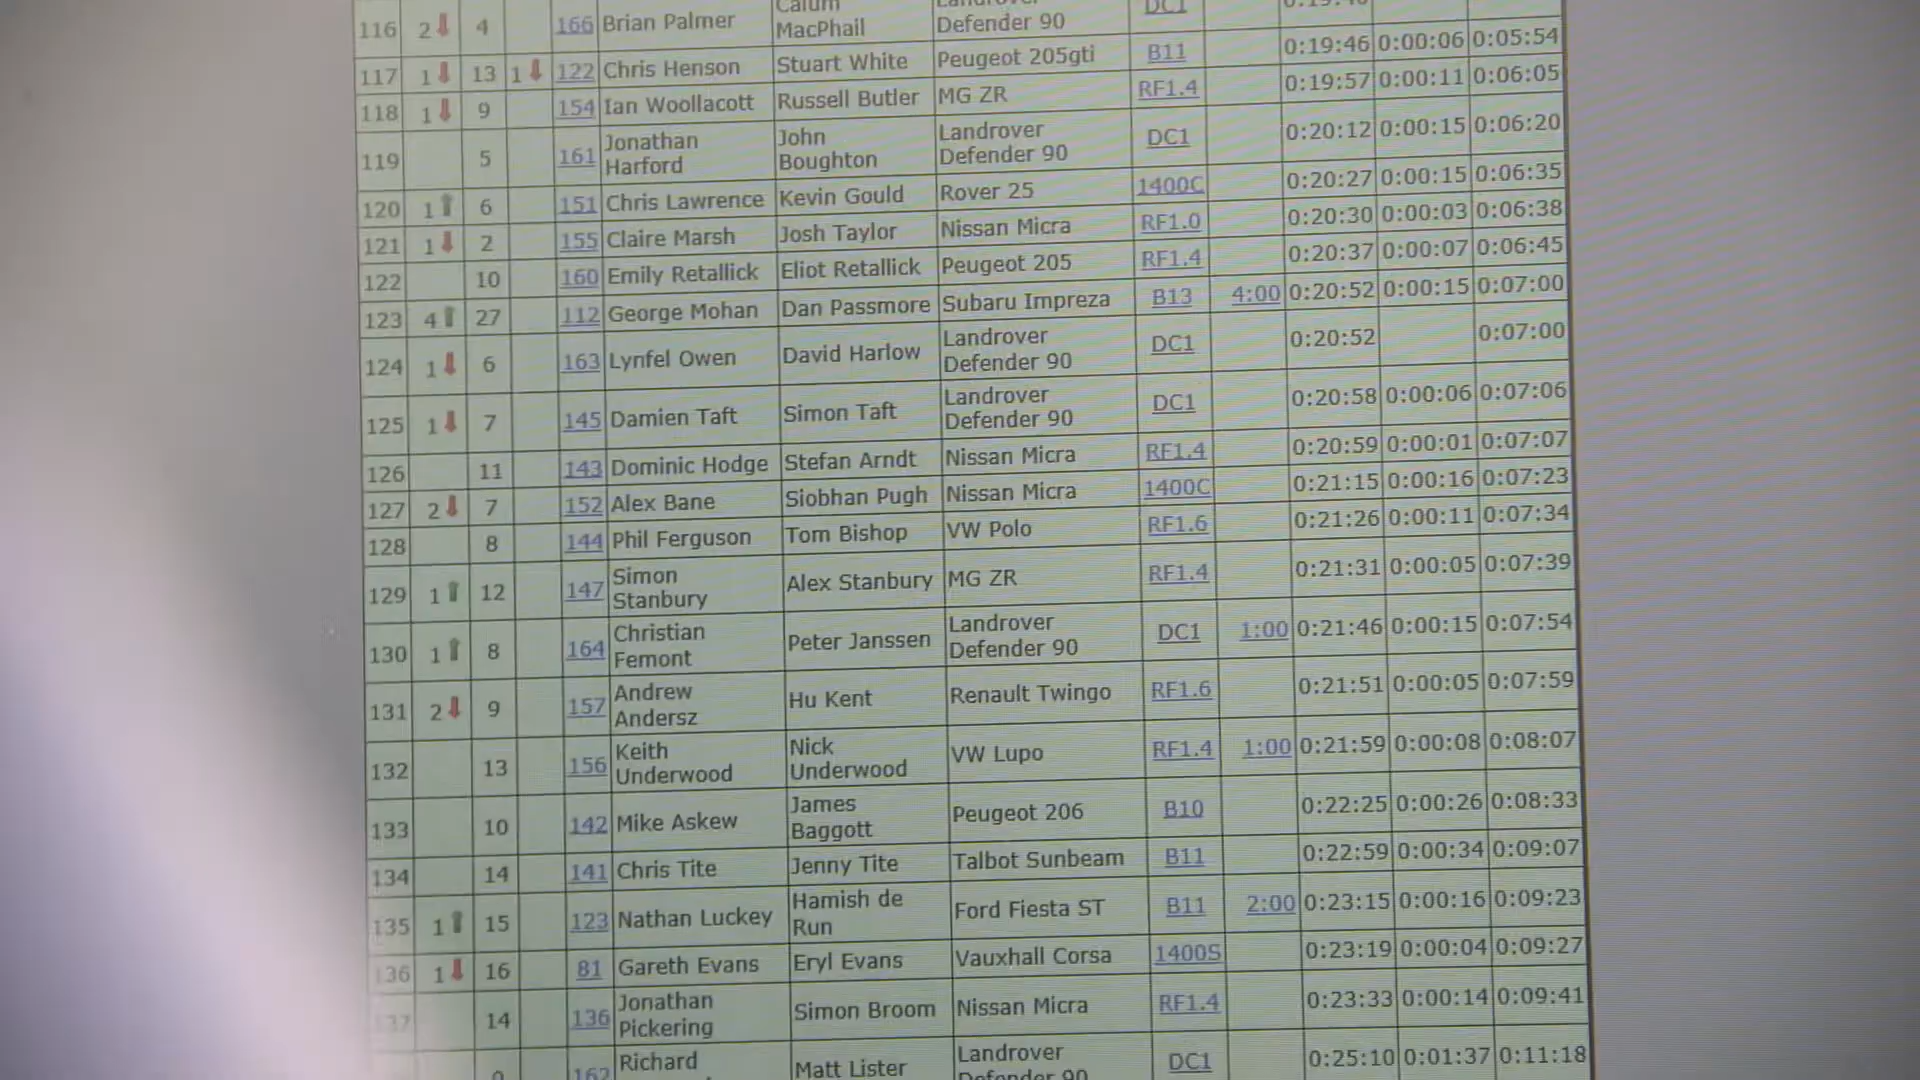 116 2 4 166 Brian Palmer Calum MacPhail Landrover Defender 90 DC1
117 1 13 1 122 Chris Henson Stuart White Peugeot 205gti B11 0:19:46 0:00:06 0:05:54
118 1 9 154 Ian Woollacott Russell Butler MG ZR RF1.4 0:19:57 0:00:11 0:06:05
119 5 161 Jonathan Harford John Boughton Landrover Defender 90 DC1 0:20:12 0:00:15 0:06:20
120 1 6 151 Chris Lawrence Kevin Gould Rover 25 1400C 0:20:27 0:00:15 0:06:35
121 1 2 155 Claire Marsh Josh Taylor Nissan Micra RF1.0 0:20:30 0:00:03 0:06:38
122 10 160 Emily Retallick Eliot Retallick Peugeot 205 RF1.4 0:20:37 0:00:07 0:06:45
123 4 27 112 George Mohan Dan Passmore Subaru Impreza B13 4:00 0:20:52 0:00:15 0:07:00
124 1 6 163 Lynfel Owen David Harlow Landrover Defender 90 DC1 0:20:52 0:07:00
125 1 7 145 Damien Taft Simon Taft Landrover Defender 90 DC1 0:20:58 0:00:06 0:07:06
126 11 143 Dominic Hodge Stefan Arndt Nissan Micra RF1.4 0:20:59 0:00:01 0:07:07
127 2 7 152 Alex Bane Siobhan Pugh Nissan Micra 1400C 0:21:15 0:00:16 0:07:23
128 8 144 Phil Ferguson Tom Bishop VW Polo RF1.6 0:21:26 0:00:11 0:07:34
129 1 12 147 Simon Stanbury Alex Stanbury MG ZR RF1.4 0:21:31 0:00:05 0:07:39
130 1 8 164 Christian Femont Peter Janssen Landrover Defender 90 DC1 1:00 0:21:46 0:00:15 0:07:54
131 2 9 157 Andrew Andersz Hu Kent Renault Twingo RF1.6 0:21:51 0:00:05 0:07:59
132 13 156 Keith Underwood Nick Underwood VW Lupo RF1.4 1:00 0:21:59 0:00:08 0:08:07
133 10 142 Mike Askew James Baggott Peugeot 206 B10 0:22:25 0:00:26 0:08:33
134 14 141 Chris Tite Jenny Tite Talbot Sunbeam B11 0:22:59 0:00:34 0:09:07
135 1 15 123 Nathan Luckey Hamish de Run Ford Fiesta ST B11 2:00 0:23:15 0:00:16 0:09:23
136 1 16 81 Gareth Evans Eryl Evans Vauxhall Corsa 1400S 0:23:19 0:00:04 0:09:27
137 14 136 Jonathan Pickering Simon Broom Nissan Micra RF1.4 0:23:33 0:00:14 0:09:41
9 162 Richard Matt Lister Landrover Defender 90 DC1 0:25:10 0:01:37 0:11:18